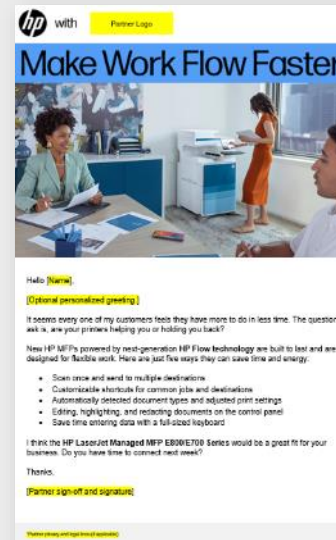 hp with Partner Logo
Make Work Flow Faster
Hello [Name],
[Optional personalized greeting.]
It seems every one of my customers feels they have more to do in less time. The question
ask is, are your printers helping you or holding you back?
New HP MFPs powered by next-generation HP Flow technology are built to last and are
designed for flexible work. Here are just five ways they can save time and energy:
• Scan once and send to multiple destinations
• Customizable shortcuts for common jobs and destinations
• Automatically detected document types and adjusted print settings
• Editing, highlighting, and redacting documents on the control panel
• Save time entering data with a full-sized keyboard
I think the HP LaserJet Managed MFP E800/E700 Series would be a great fit for your
business. Do you have time to connect next week?
Thanks,
[Partner sign-off and signature]
*Partner privacy and legal lines (if applicable)